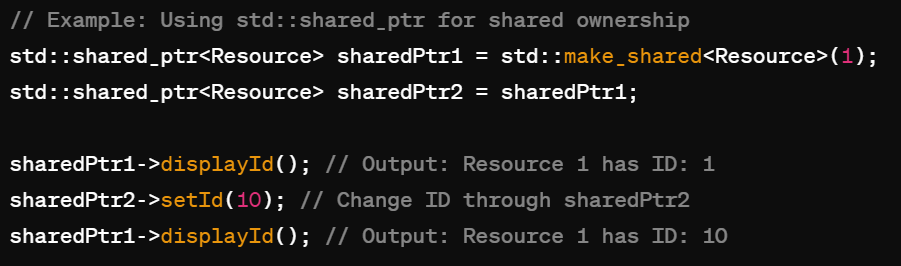 // Example: Using std::shared_ptr for shared ownership
std::shared_ptr<Resource> sharedPtr1 = std::make_shared<Resource>(1);
std::shared_ptr<Resource> sharedPtr2 = sharedPtr1;
sharedPtr1->displayId(); // Output: Resource 1 has ID: 1
sharedPtr2->setId(10); // Change ID through sharedPtr2
sharedPtr1->displayId(); // Output: Resource 1 has ID: 10